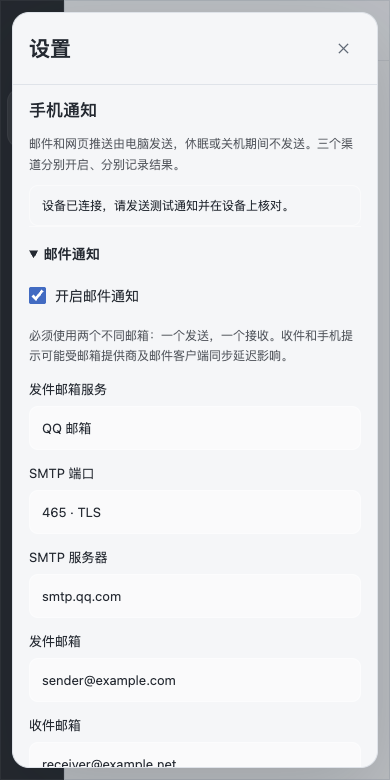 设置
手机通知
邮件和网页推送由电脑发送，休眠或关机期间不发送。三个渠
道分别开启、分别记录结果。
设备已连接，请发送测试通知并在设备上核对。
▼ 邮件通知
开启邮件通知
必须使用两个不同邮箱：一个发送，一个接收。收件和手机提
示可能受邮箱提供商及邮件客户端同步延迟影响。
发件邮箱服务
QQ 邮箱
SMTP 端口
465 · TLS
SMTP 服务器
smtp.qq.com
发件邮箱
sender@example.com
收件邮箱
receiver@example.net